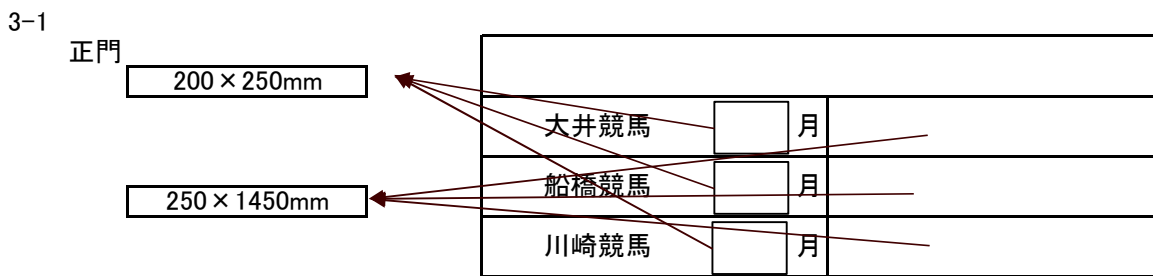 3-1
正門
200×250mm
大井競馬 月
250×1450mm
船橋競馬 月
川崎競馬 月